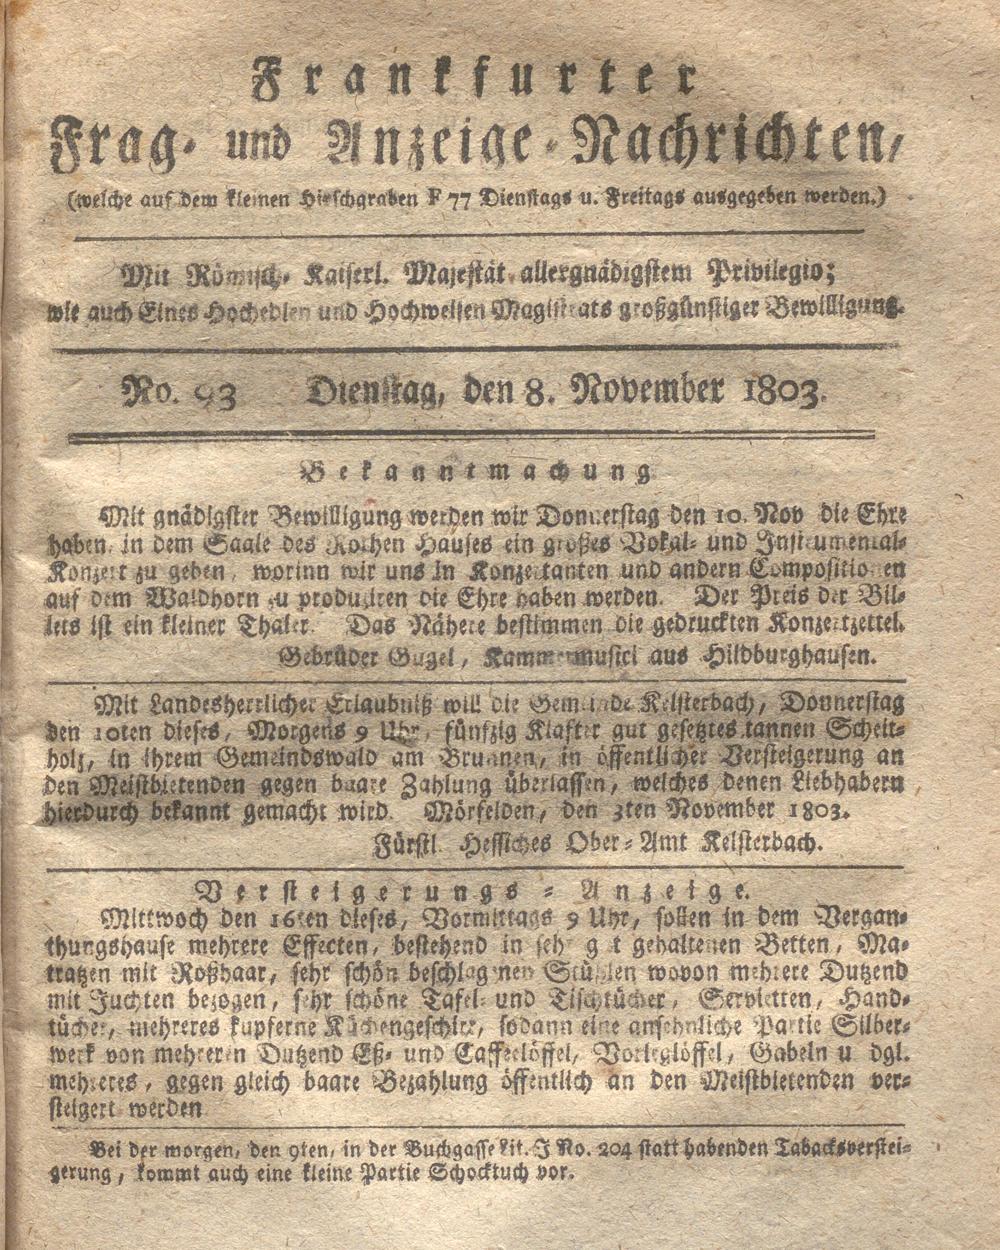 Frankfurter
Frag- und Anzeige-Nachrichten,
(welche auf dem kleinen Hirschgraben F 77 Dienstags u. Freitags ausgegeben werden.)
Mit Römisch- Kaiserl. Majestät allergnädigstem Privilegio;
wie auch Eines Hochedlen und Hochweisen Magistrats großgünstiger Bewilligung.
No. 93 Dienstag, den 8. November 1803.
Bekanntmachung
Mit gnädigster Bewilligung werden wir Donnerstag den 10. Nov die Ehre
haben, in dem Saale des Rothen Hauses ein großes Vokal- und Instrumental-
Konzert zu geben, worinn wir uns in Konzertanten und andern Compositionen
auf dem Waldhorn zu produziren die Ehre haben werden. Der Preis der Bil-
lets ist ein kleiner Thaler. Das Nähere bestimmen die gedruckten Konzertzettel.
Gebrüder Gugel, Kammermusici aus Hildburghausen.
Mit Landesherrlicher Erlaubniß will die Gemeinde Kelsterbach, Donnerstag
den 10ten dieses, Morgens 9 Uhr, fünfzig Klafter gut gesetztes tannen Scheit-
holz, in ihrem Gemeindswald am Brunnen, in öffentlicher Versteigerung an
den Meistbietenden gegen baare Zahlung überlassen, welches denen Liebhabern
hierdurch bekannt gemacht wird. Mörfelden, den 3ten November 1803.
Fürstl. Hessiches Ober-Amt Kelsterbach.
Versteigerungs-Anzeige.
Mittwoch den 16ten dieses, Vormittags 9 Uhr, sollen in dem Vergan-
thungshause mehrere Effecten, bestehend in sehr gut gehaltenen Betten, Ma-
tratzen mit Roßhaar, sehr schön beschlagenen Stühlen wovon mehrere Dutzend
mit Juchten bezogen, sehr schöne Tafel- und Tischtücher, Servietten, Hand-
tücher, mehreres kupferne Küchengeschirr, sodann eine ansehnliche Partie Silber-
werk von mehreren Dutzend Eß- und Caffeelöffel, Vorleglöffel, Gabeln u. dgl.
mehreres, gegen gleich baare Bezahlung öffentlich an den Meistbietenden ver-
steigert werden
Bei der morgen, den 9ten, in der Buchgasse Lit. J No. 204 statt habenden Tabacksverstei-
gerung, kommt auch eine kleine Partie Schocktuch vor.